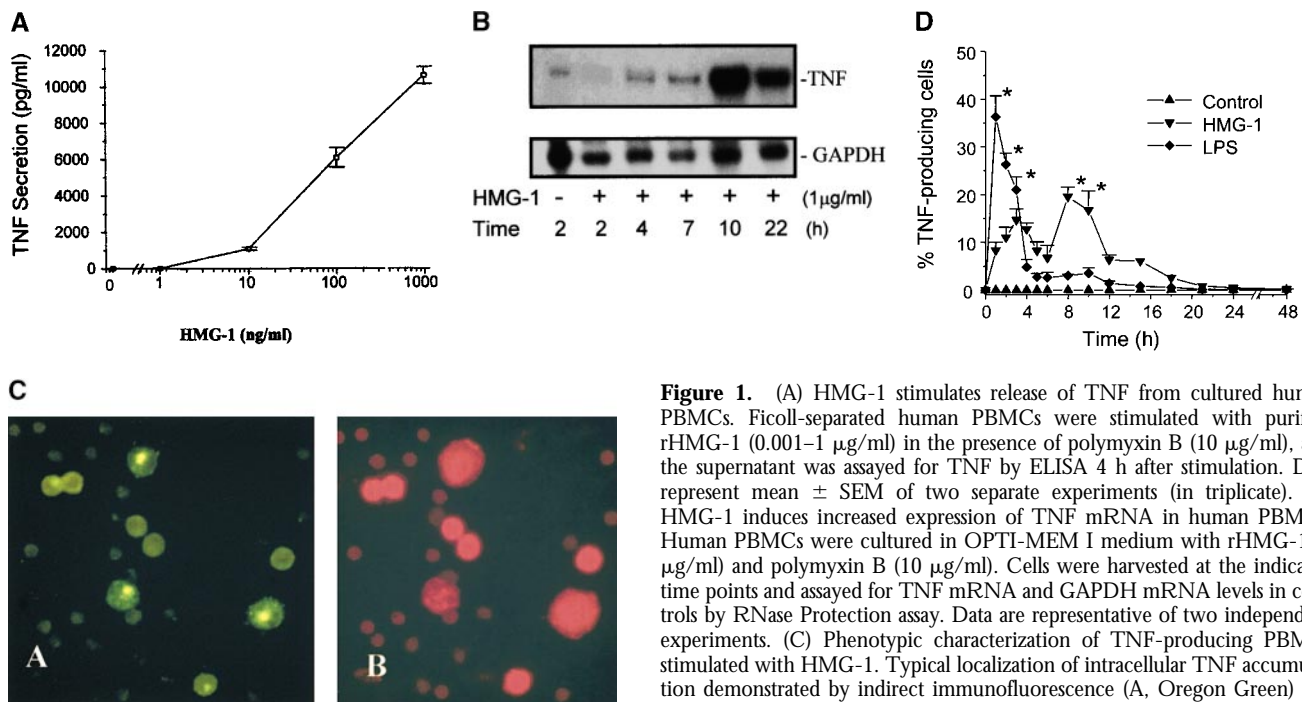 A
TNF Secretion (pg/ml)
12000
10000
8000
6000
4000
2000
0
0 1 10 100 1000
HMG-1 (ng/ml)
B
-TNF
- GAPDH
HMG-1 - + + + + + (1μg/ml)
Time 2 2 4 7 10 22 (h)
D
% TNF-producing cells
50
40
30
20
10
0
* * * * *
Control
HMG-1
LPS
0 4 8 12 16 20 24 48
Time (h)
C
A
B
Figure 1. (A) HMG-1 stimulates release of TNF from cultured
PBMCs. Ficoll-separated human PBMCs were stimulated with
rHMG-1 (0.001–1 μg/ml) in the presence of polymyxin B (10 μg/ml),
the supernatant was assayed for TNF by ELISA 4 h after stimulation.
represent mean ± SEM of two separate experiments (in triplicate).
HMG-1 induces increased expression of TNF mRNA in human
Human PBMCs were cultured in OPTI-MEM I medium with
μg/ml) and polymyxin B (10 μg/ml). Cells were harvested at the
time points and assayed for TNF mRNA and GAPDH mRNA levels in
trols by RNase Protection assay. Data are representative of two
experiments. (C) Phenotypic characterization of TNF-producing
stimulated with HMG-1. Typical localization of intracellular TNF
tion demonstrated by indirect immunofluorescence (A, Oregon Green)